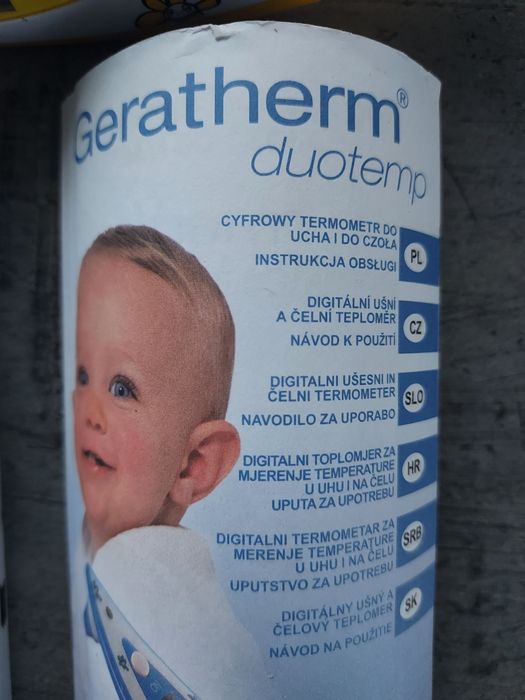 Geratherm®
duotemp
CYFROWY TERMOMETR DO
UCHA I DO CZOŁA
INSTRUKCJA OBSŁUGI
PL
DIGITÁLNÍ UŠNÍ
A ČELNÍ TEPLOMĚR
NÁVOD K POUŽITÍ
CZ
DIGITALNI UŠESNI IN
ČELNI TERMOMETER
NAVODILO ZA UPORABO
SLO
DIGITALNI TOPLOMJER ZA
MJERENJE TEMPERATURE
U UHU I NA ČELU
UPUTA ZA UPOTREBU
HR
DIGITALNI TERMOMETAR ZA
MERENJE TEMPERATURE
U UHU I NA ČELU
UPUTSTVO ZA UPOTREBU
SRB
DIGITÁLNY UŠNÝ A
ČELOVÝ TEPLOMER
NÁVOD NA POUŽITIE
SK